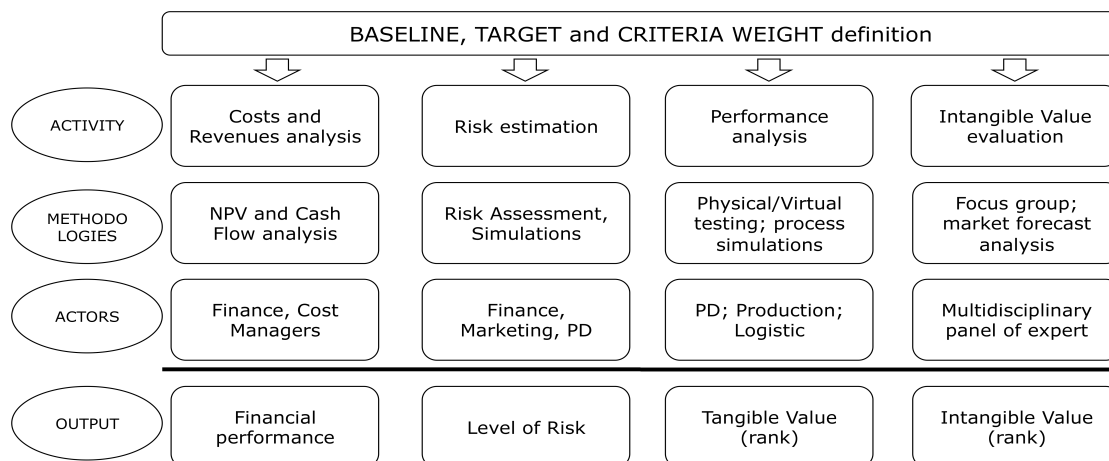 BASELINE, TARGET and CRITERIA WEIGHT definition
ACTIVITY
Costs and
Revenues analysis
Risk estimation
Performance
analysis
Intangible Value
evaluation
METHODO
LOGIES
NPV and Cash
Flow analysis
Risk Assessment,
Simulations
Physical/Virtual
testing; process
simulations
Focus group;
market forecast
analysis
ACTORS
Finance, Cost
Managers
Finance,
Marketing, PD
PD; Production;
Logistic
Multidisciplinary
panel of expert
OUTPUT
Financial
performance
Level of Risk
Tangible Value
(rank)
Intangible Value
(rank)